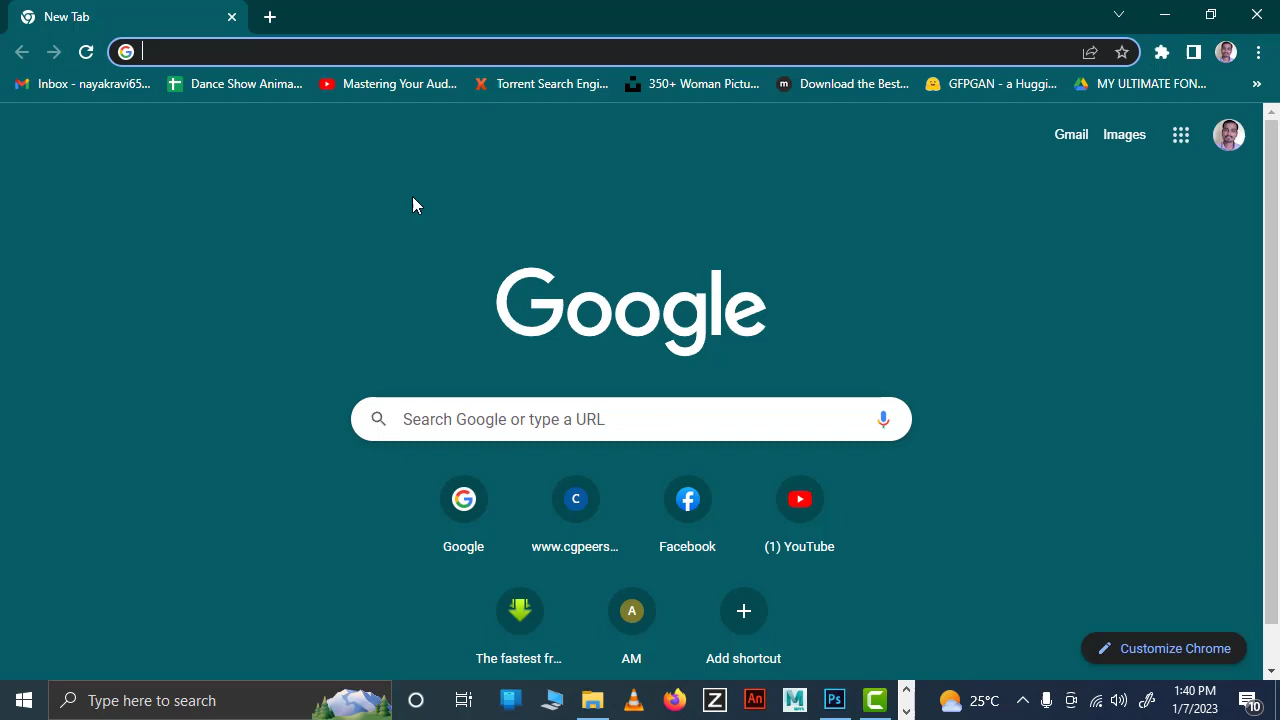 New Tab
Inbox - nayakravi65...
Dance Show Anima...
Mastering Your Aud...
Torrent Search Engi...
350+ Woman Pictu...
m
Download the Best...
GFPGAN - a Huggi...
MY ULTIMATE FON...
»
Gmail
Images
Google
Search Google or type a URL
G
C
f
Google
www.cgpeers...
Facebook
(1) YouTube
A
The fastest fr...
AM
Add shortcut
Customize Chrome
Type here to search
Z
An
M
Ps
C
25°C
1:40 PM
1/7/2023
10